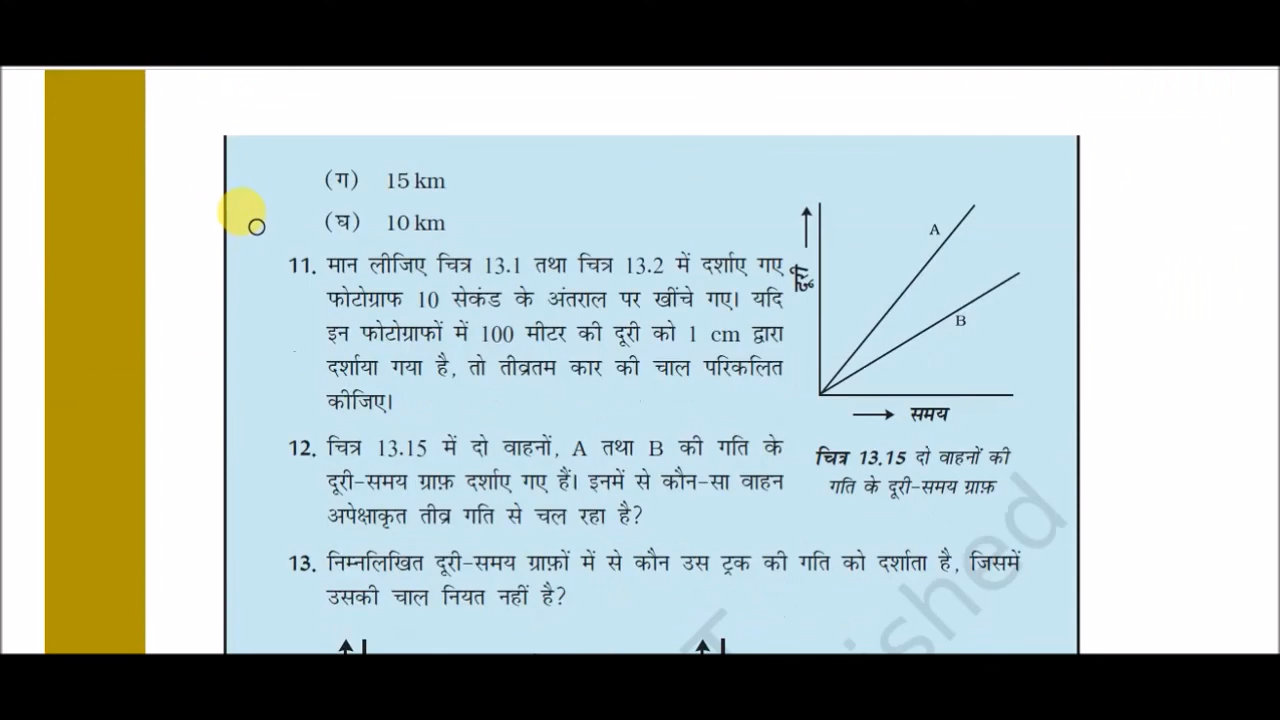 (ग) 15 km
(घ) 10 km
11. मान लीजिए चित्र 13.1 तथा चित्र 13.2 में दर्शाए गए
फोटोग्राफ 10 सेकंड के अंतराल पर खींचे गए। यदि
इन फोटोग्राफों में 100 मीटर की दूरी को 1 cm द्वारा
दर्शाया गया है, तो तीव्रतम कार की चाल परिकलित
कीजिए।
12. चित्र 13.15 में दो वाहनों, A तथा B की गति के
दूरी-समय ग्राफ़ दर्शाए गए हैं। इनमें से कौन-सा वाहन
अपेक्षाकृत तीव्र गति से चल रहा है?
दूरी
A
B
समय
चित्र 13.15 दो वाहनों की
गति के दूरी-समय ग्राफ़
13. निम्नलिखित दूरी-समय ग्राफ़ों में से कौन उस ट्रक की गति को दर्शाता है, जिसमें
उसकी चाल नियत नहीं है?